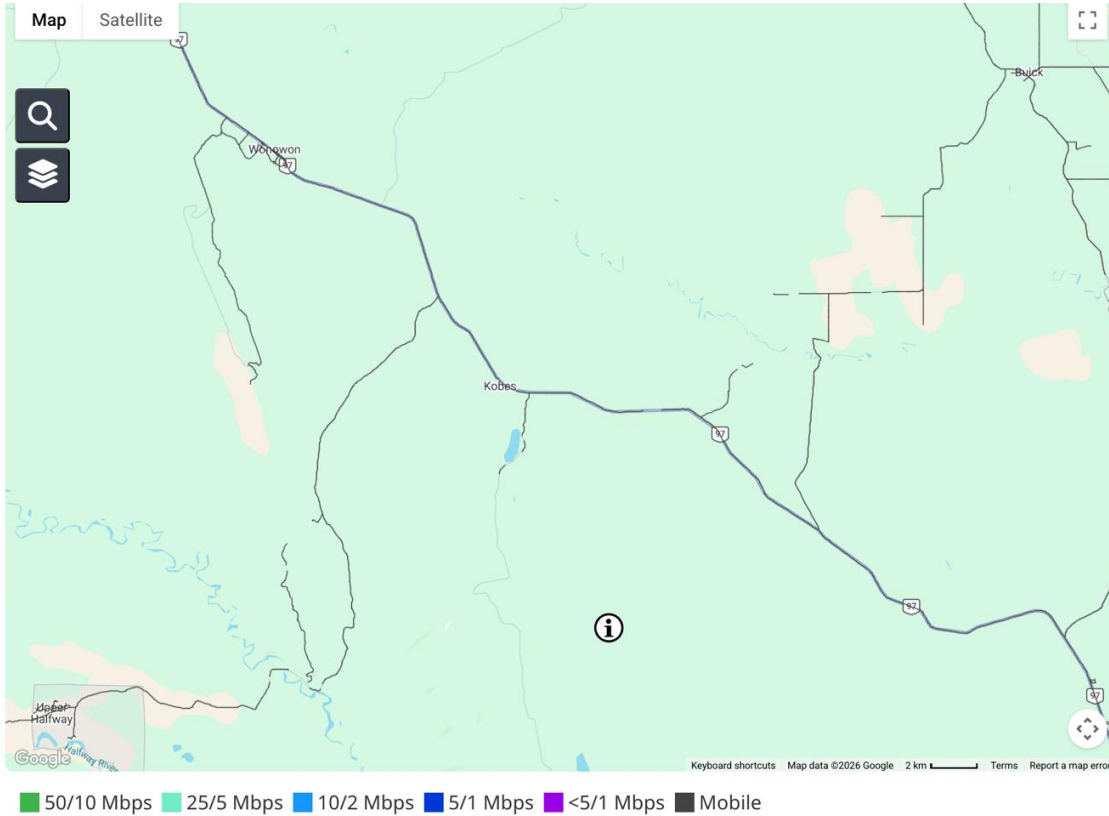 Map Satellite
97
Buick
Wonowon
97
Kobes
97
97
97
Upper
Halfway
Halfway River
Google
Keyboard shortcuts Map data ©2026 Google 2 km Terms Report a map error
50/10 Mbps 25/5 Mbps 10/2 Mbps 5/1 Mbps <5/1 Mbps Mobile